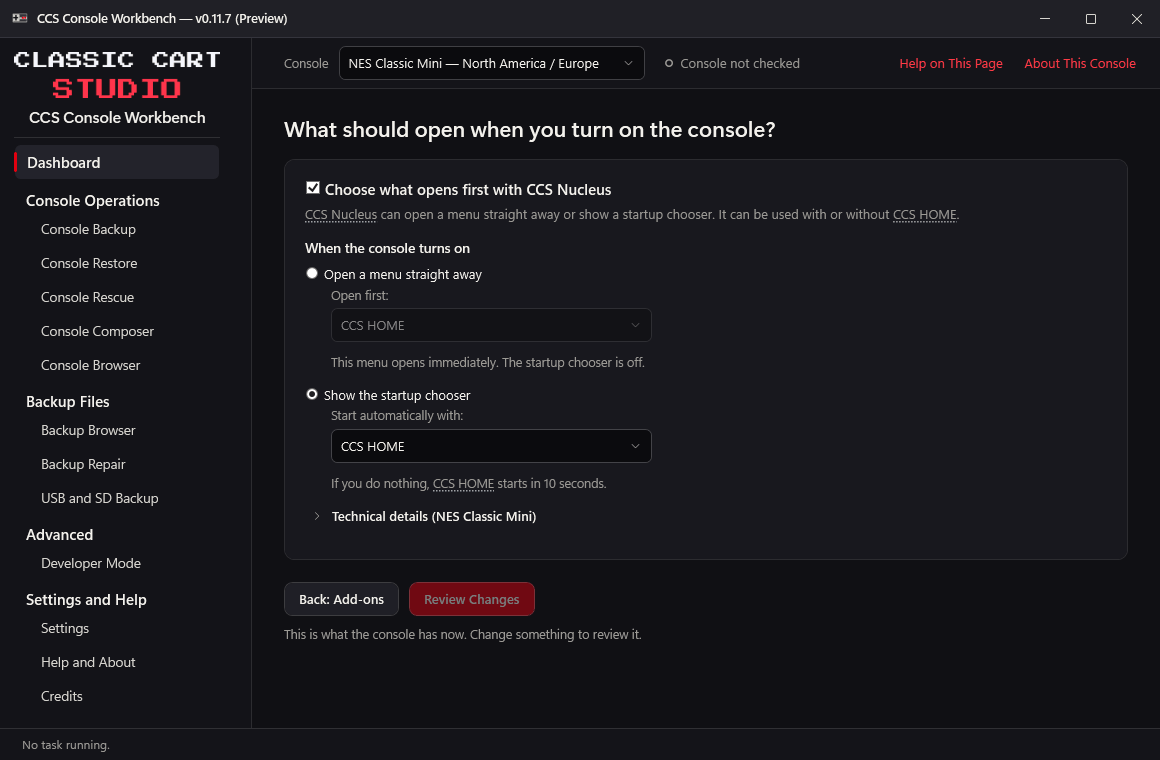 CCS Console Workbench — v0.11.7 (Preview)
CLASSIC CART
STUDIO
CCS Console Workbench
Dashboard
Console Operations
Console Backup
Console Restore
Console Rescue
Console Composer
Console Browser
Backup Files
Backup Browser
Backup Repair
USB and SD Backup
Advanced
Developer Mode
Settings and Help
Settings
Help and About
Credits
Console
NES Classic Mini — North America / Europe
Console not checked
Help on This Page
About This Console
What should open when you turn on the console?
Choose what opens first with CCS Nucleus
CCS Nucleus can open a menu straight away or show a startup chooser. It can be used with or without CCS HOME.
When the console turns on
Open a menu straight away
Open first:
CCS HOME
This menu opens immediately. The startup chooser is off.
Show the startup chooser
Start automatically with:
CCS HOME
If you do nothing, CCS HOME starts in 10 seconds.
Technical details (NES Classic Mini)
Back: Add-ons
Review Changes
This is what the console has now. Change something to review it.
No task running.